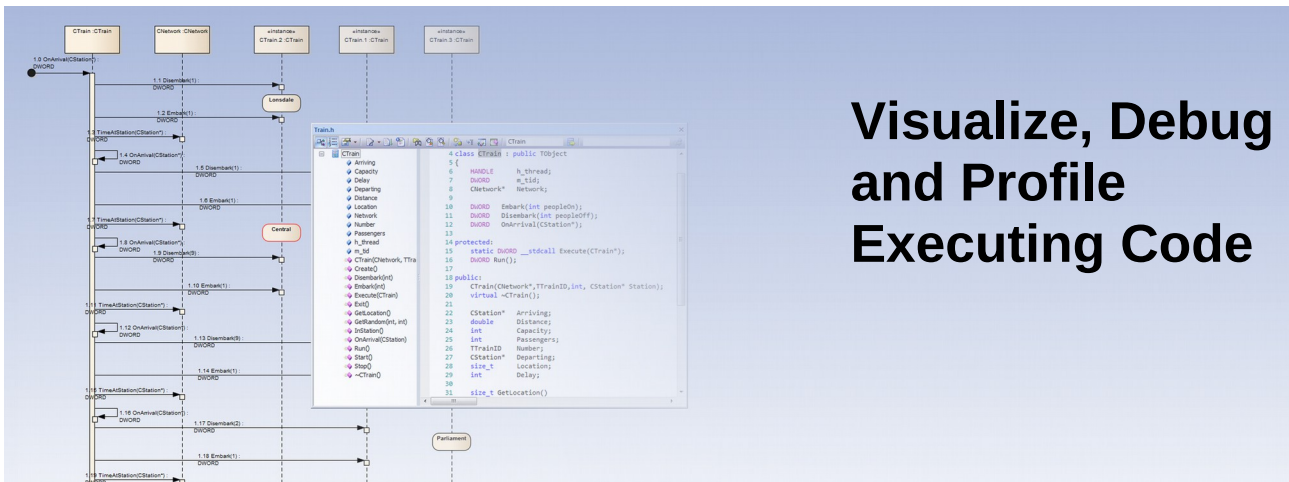 CTrain :CTrain
CNetwork :CNetwork
«instance»
CTrain.2 :CTrain
«instance»
CTrain.1 :CTrain
«instance»
CTrain.3 :CTrain
1.0 OnArrival(CStation*) :
DWORD
1.1 Disembark(1) :
DWORD
Lonsdale
1.2 Embark(1) :
DWORD
1.3 TimeAtStation(CStation*) :
DWORD
1.4 OnArrival(CStation*) :
DWORD
1.5 Disembark(1) :
DWORD
1.6 Embark(1) :
DWORD
1.7 TimeAtStation(CStation*) :
DWORD
Central
1.8 OnArrival(CStation*) :
DWORD
1.9 Disembark(9) :
DWORD
1.10 Embark(1) :
DWORD
1.11 TimeAtStation(CStation*) :
DWORD
1.12 OnArrival(CStation*) :
DWORD
1.13 Disembark(9) :
DWORD
1.14 Embark(1) :
DWORD
1.15 TimeAtStation(CStation*) :
DWORD
1.16 OnArrival(CStation*) :
DWORD
1.17 Disembark(2) :
DWORD
Parliament
1.18 Embark(1) :
DWORD
1.19 TimeAtStation(CStation*) :
DWORD
Train.h
CTrain
CTrain
Arriving
Capacity
Delay
Departing
Distance
Location
Network
Number
Passengers
h_thread
m_tid
CTrain(CNetwork, TTra
Create()
Disembark(int)
Embark(int)
Execute(CTrain)
Exit()
GetLocation()
GetRandom(int, int)
InStation()
OnArrival(CStation)
Run()
Start()
Stop()
~CTrain()
4 class CTrain : public TObject
5 {
6 HANDLE h_thread;
7 DWORD m_tid;
8 CNetwork* Network;
9
10 DWORD Embark(int peopleOn);
11 DWORD Disembark(int peopleOff);
12 DWORD OnArrival(CStation*);
13
14 protected:
15 static DWORD __stdcall Execute(CTrain*);
16 DWORD Run();
17
18 public:
19 CTrain(CNetwork*,TTrainID,int, CStation* Station);
20 virtual ~CTrain();
21
22 CStation* Arriving;
23 double Distance;
24 int Capacity;
25 int Passengers;
26 TTrainID Number;
27 CStation* Departing;
28 size_t Location;
29 int Delay;
30
31 size_t GetLocation()
Visualize, Debug
and Profile
Executing Code